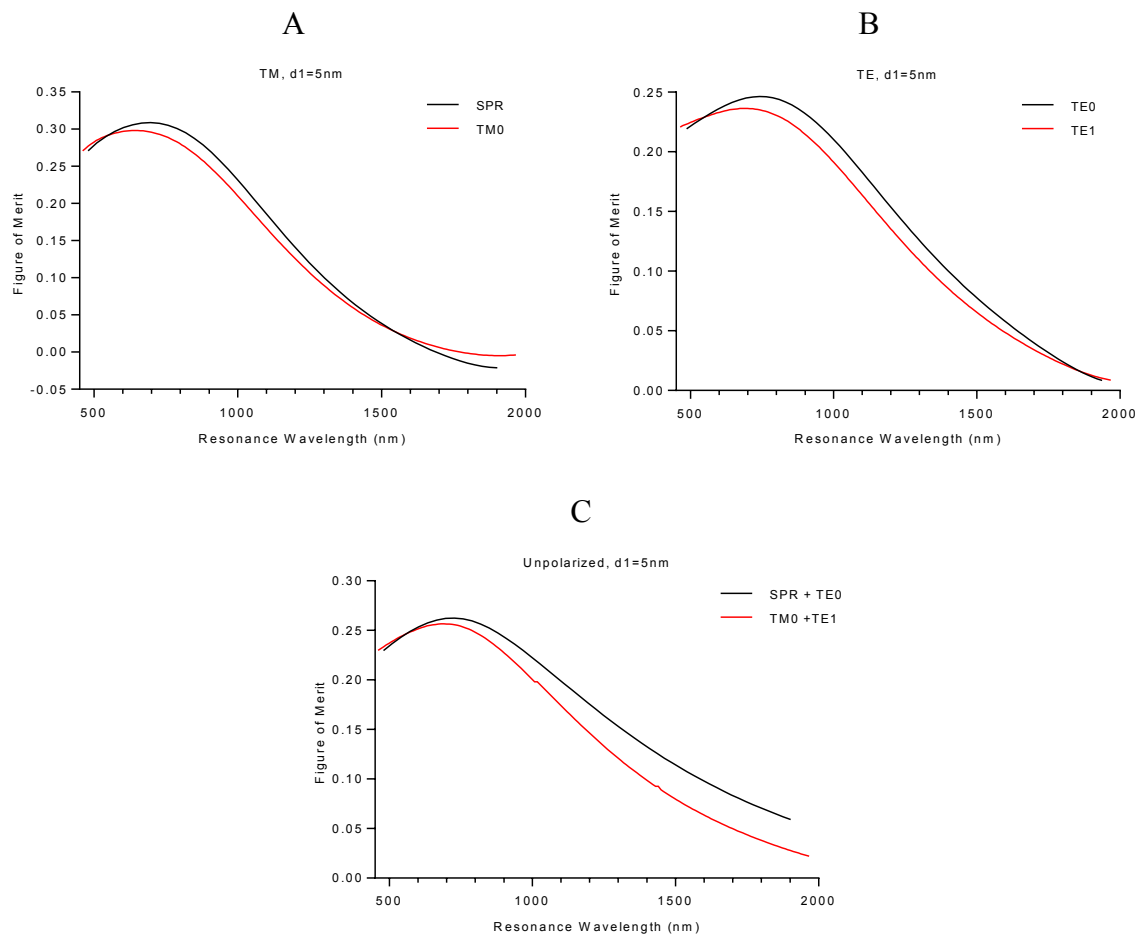 A
TM, d1=5nm
0.35
0.30
0.25
0.20
0.15
0.10
0.05
0.00
-0.05
Figure of Merit
SPR
TM0
500
1000
1500
2000
Resonance Wavelength (nm)
B
TE, d1=5nm
0.25
0.20
0.15
0.10
0.05
0.00
Figure of Merit
TE0
TE1
500
1000
1500
2000
Resonance Wavelength (nm)
C
Unpolarized, d1=5nm
0.30
0.25
0.20
0.15
0.10
0.05
0.00
Figure of Merit
SPR + TE0
TM0 +TE1
500
1000
1500
2000
Resonance Wavelength (nm)